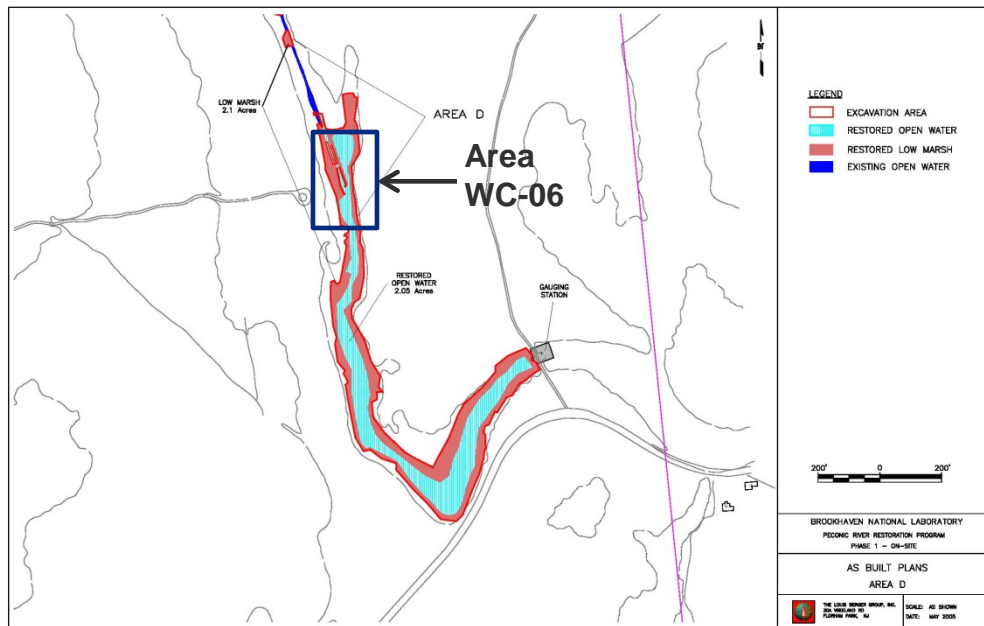 LOW MARSH
2.1 Acres
AREA D
Area
WC-06
RESTORED
OPEN WATER
2.05 Acres
GAUGING
STATION
LEGEND
EXCAVATION AREA
RESTORED OPEN WATER
RESTORED LOW MARSH
EXISTING OPEN WATER
200' 0 200'
BROOKHAVEN NATIONAL LABORATORY
PECONIC RIVER RESTORATION PROGRAM
PHASE 1 - ON-SITE
AS BUILT PLANS
AREA D
THE LOUIS BERGER GROUP, INC.
30A VREELAND RD
FLORHAM PARK, NJ
SCALE: AS SHOWN
DATE: MAY 2005